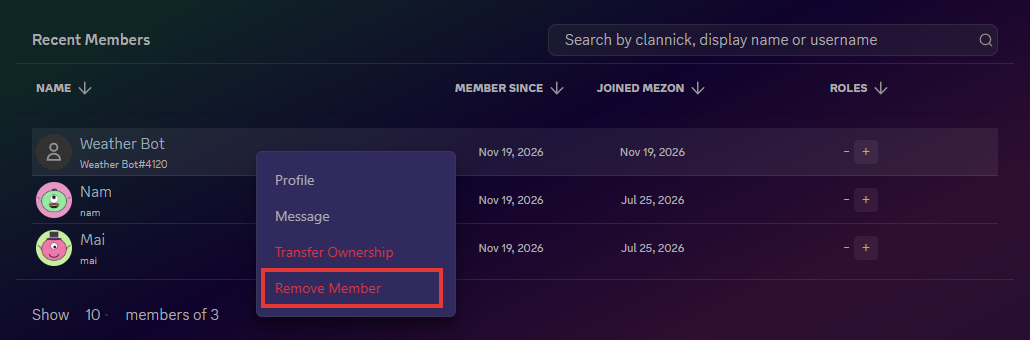 Recent Members
Search by clannick, display name or username
NAME MEMBER SINCE JOINED MEZON ROLES
Weather Bot
Weather Bot#4120
Nov 19, 2026 Nov 19, 2026 - +
Profile
Nam
nam
Nov 19, 2026 Jul 25, 2026 - +
Message
Mai
mai
Nov 19, 2026 Jul 25, 2026 - +
Transfer Ownership
Remove Member
Show 10 members of 3